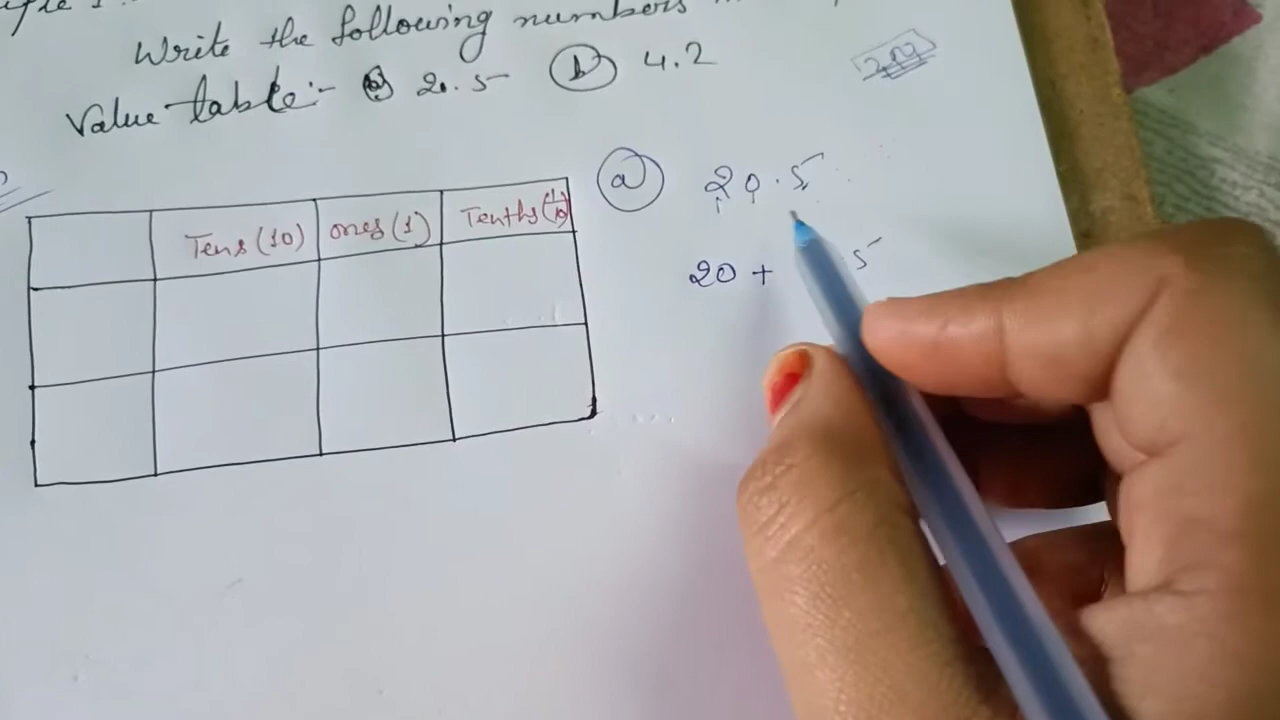 Write the following numbers
Value table:- (a) 20.5 (b) 4.2
Tens (10) ones (1) Tenths (1/10)
(a) 20.5
20 + 5